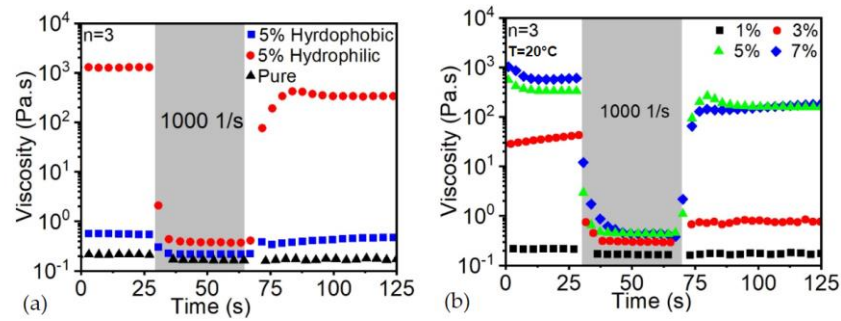 n=3
5% Hyrdophobic
5% Hydrophilic
Pure
1000 1/s
10⁴
10³
10²
10¹
10⁰
10⁻¹
Viscosity (Pa.s)
0 25 50 75 100 125
Time (s)
(a)
n=3
T=20°C
1% 3%
5% 7%
1000 1/s
10⁴
10³
10²
10¹
10⁰
10⁻¹
Viscosity (Pa.s)
0 25 50 75 100 125
Time (s)
(b)